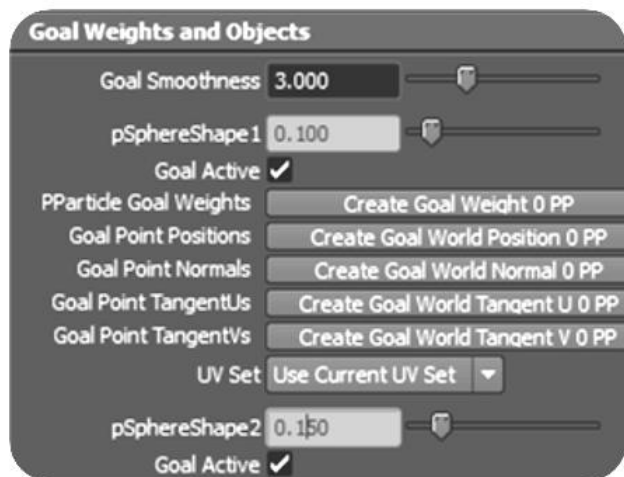 Goal Weights and Objects
Goal Smoothness 3.000
pSphereShape1 0.100
Goal Active
PParticle Goal Weights Create Goal Weight 0 PP
Goal Point Positions Create Goal World Position 0 PP
Goal Point Normals Create Goal World Normal 0 PP
Goal Point TangentUs Create Goal World Tangent U 0 PP
Goal Point TangentVs Create Goal World Tangent V 0 PP
UV Set Use Current UV Set
pSphereShape2 0.150
Goal Active